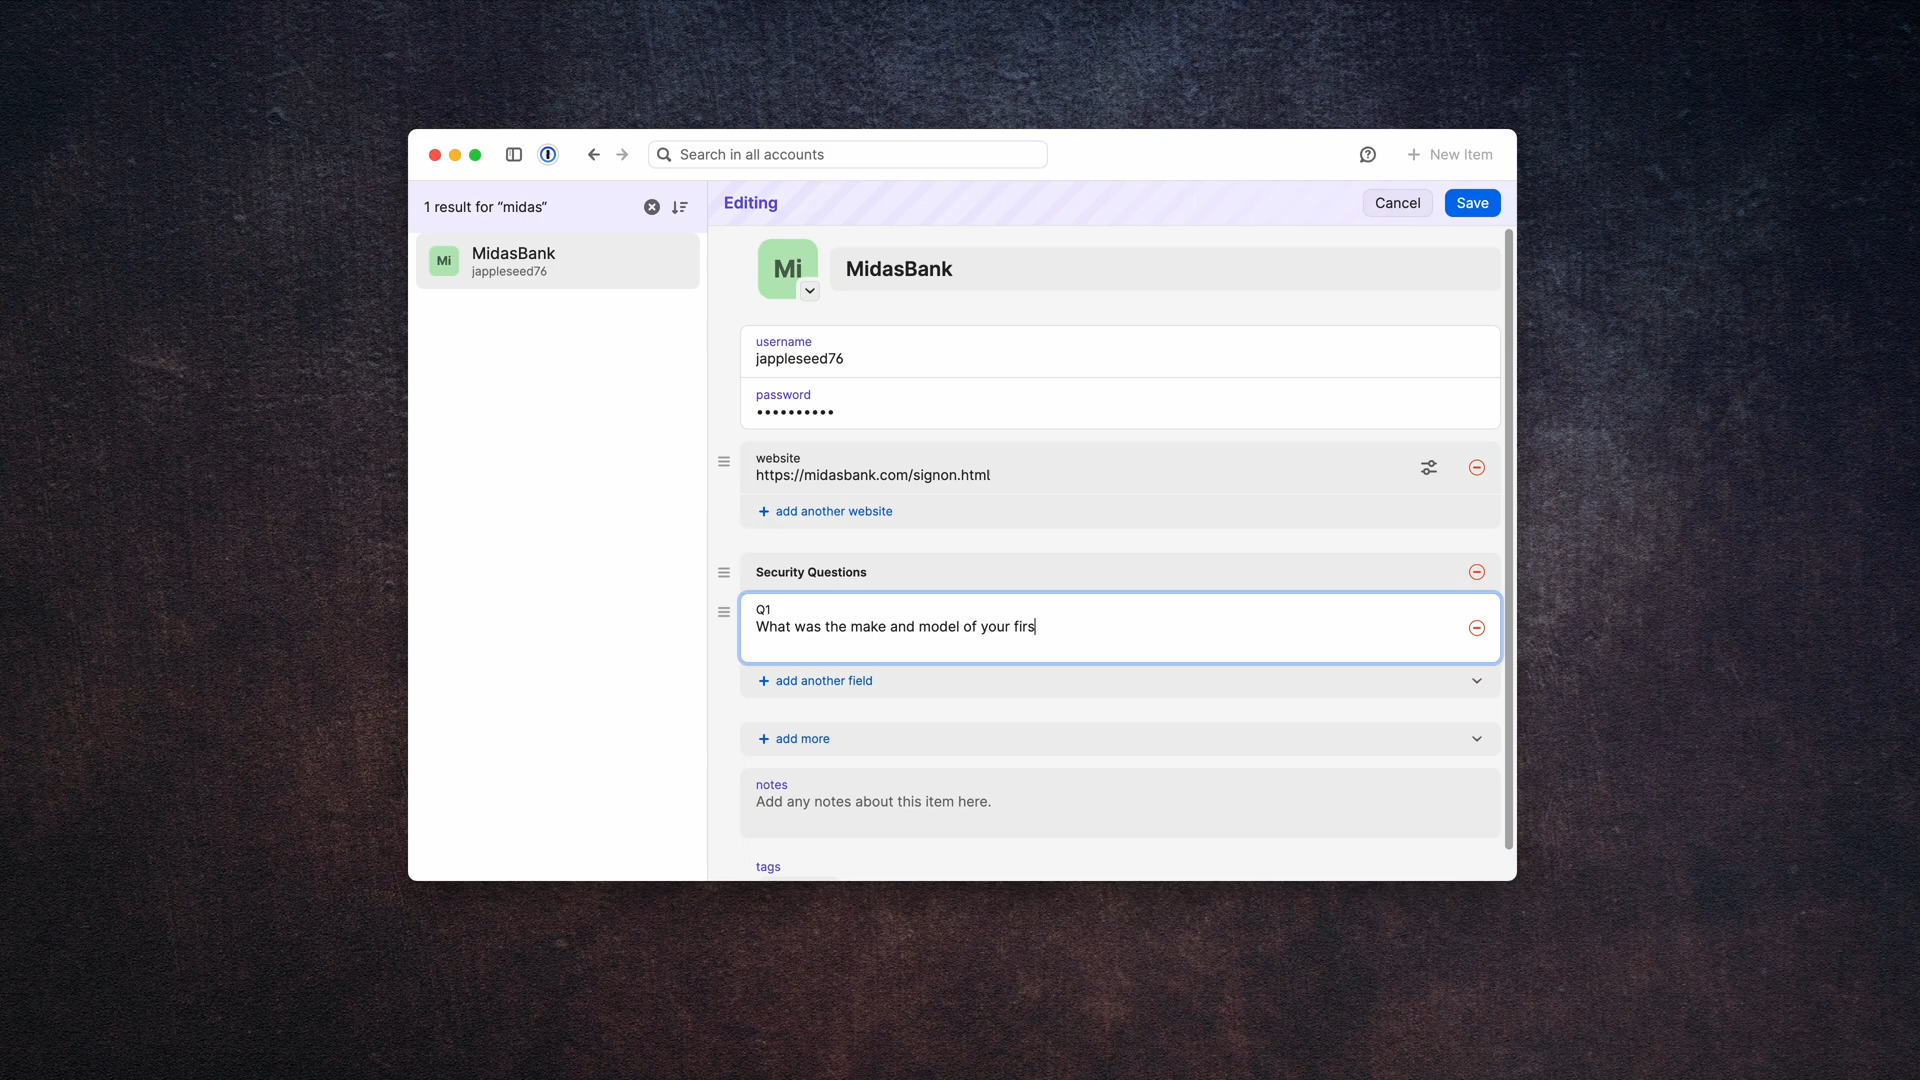 Search in all accounts
New Item
1 result for “midas“
Editing
Cancel
Save
Mi
MidasBank
jappleseed76
Mi
MidasBank
username
jappleseed76
password
••••••••••
website
https://midasbank.com/signon.html
+ add another website
Security Questions
Q1
What was the make and model of your firs
+ add another field
+ add more
notes
Add any notes about this item here.
tags